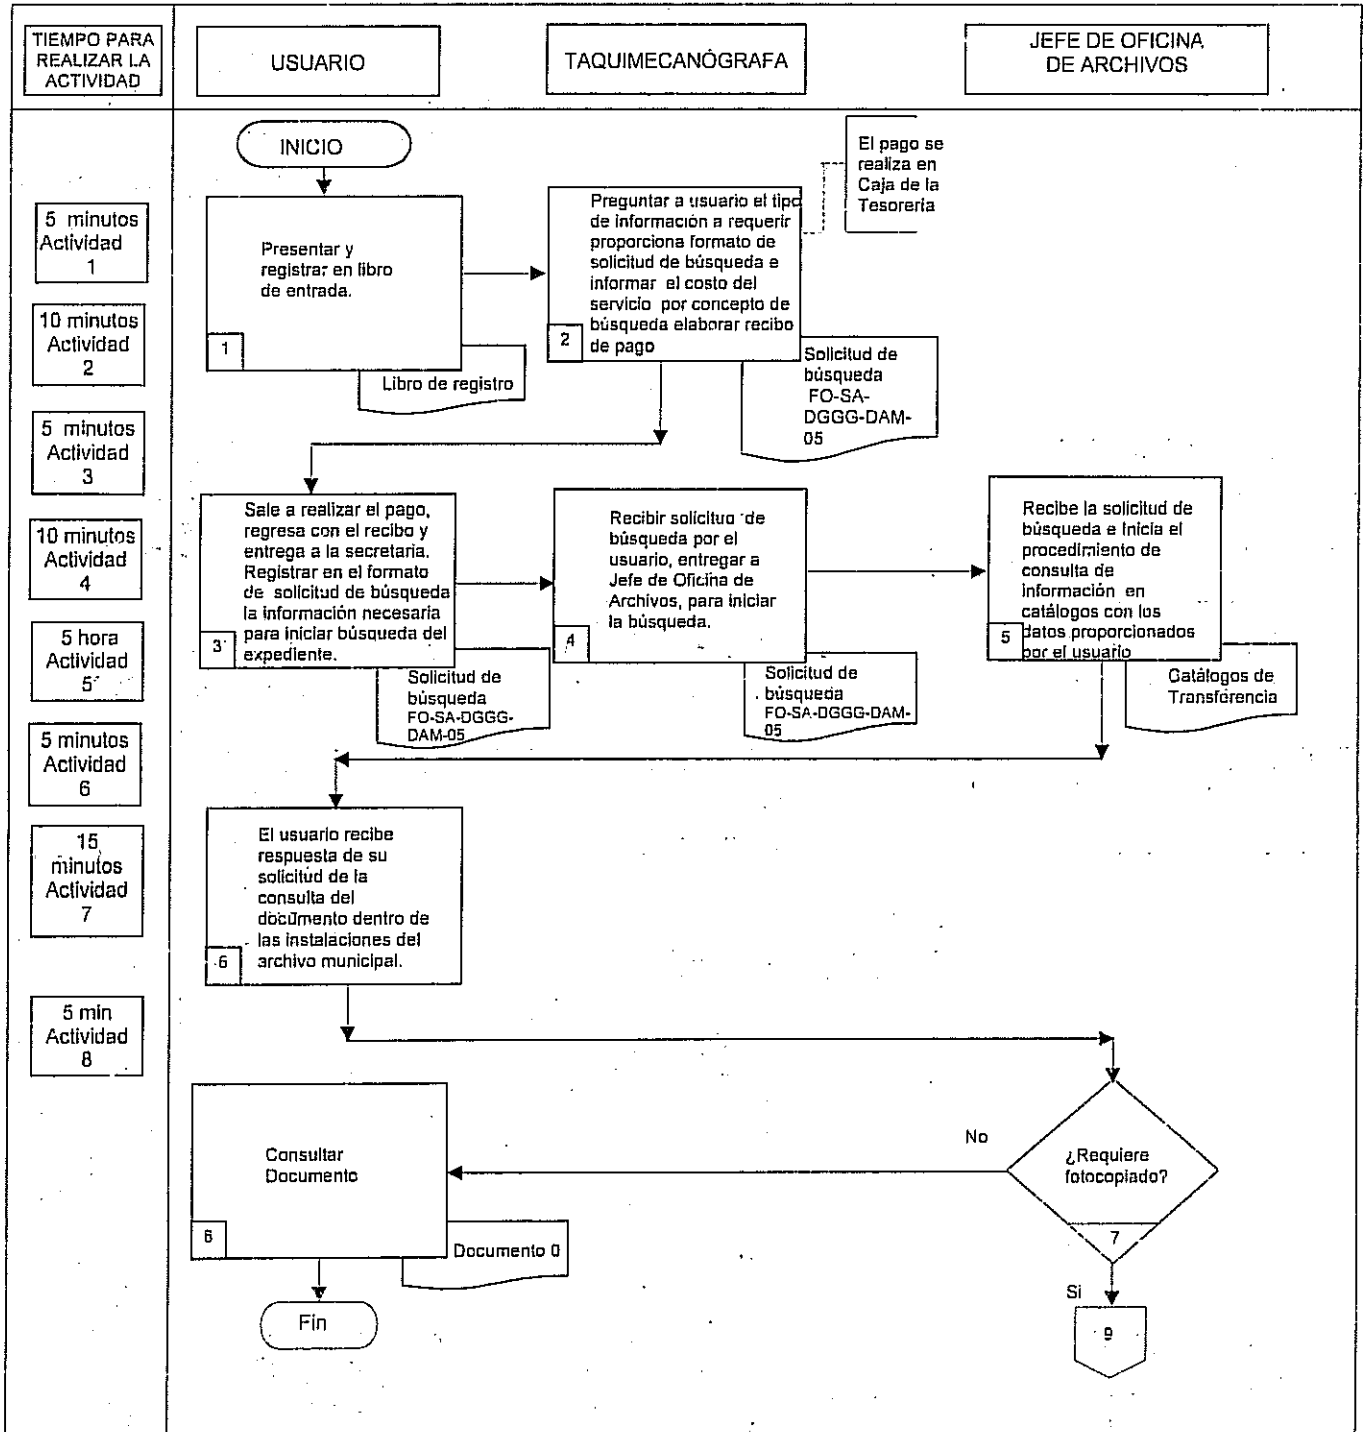 TIEMPO PARA
REALIZAR LA
ACTIVIDAD
USUARIO
TAQUIMECANÓGRAFA
JEFE DE OFICINA
DE ARCHIVOS
INICIO
El pago se
realiza en
Caja de la
Tesorería
5 minutos
Actividad
1
Presentar y
registrar en libro
de entrada.
1
Libro de registro
Preguntar a usuario el tipo
de información a requerir
proporciona formato de
solicitud de búsqueda e
informar el costo del
servicio por concepto de
búsqueda elaborar recibo
de pago
2
Solicitud de
búsqueda
FO-SA-
DGGG-DAM-
05
10 minutos
Actividad
2
5 minutos
Actividad
3
Sale a realizar el pago,
regresa con el recibo y
entrega a la secretaria.
Registrar en el formato
de solicitud de búsqueda
la información necesaria
para iniciar búsqueda del
expediente.
3
Solicitud de
búsqueda
FO-SA-DGGG-
DAM-05
Recibir solicitud de
búsqueda por el
usuario, entregar a
Jefe de Oficina de
Archivos, para iniciar
la búsqueda.
4
Solicitud de
búsqueda
FO-SA-DGGG-DAM-
05
Recibe la solicitud de
búsqueda e inicia el
procedimiento de
consulta de
información en
catálogos con los
datos proporcionados
por el usuario
5
Catálogos de
Transferencia
10 minutos
Actividad
4
5 hora
Actividad
5
5 minutos
Actividad
6
15
minutos
Actividad
7
El usuario recibe
respuesta de su
solicitud de la
consulta del
documento dentro de
las instalaciones del
archivo municipal.
6
5 min
Actividad
8
Consultar
Documento
8
Documento 0
No
¿Requiere
fotocopiado?
7
Si
9
Fin